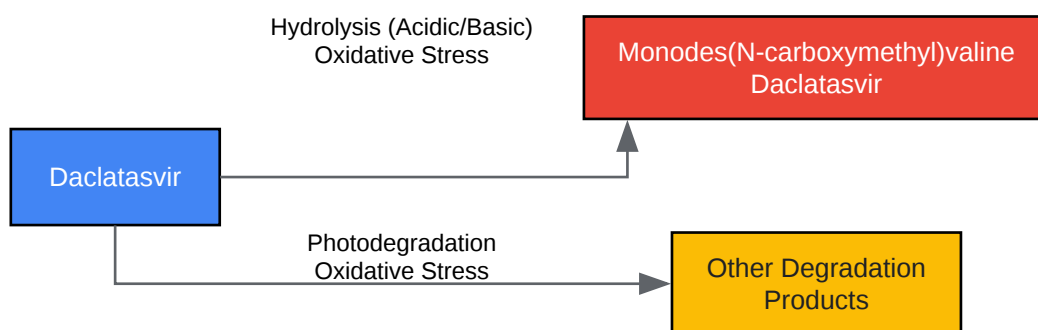 Hydrolysis (Acidic/Basic)
Oxidative Stress
Monodes(N-carboxymethyl)valine
Daclatasvir
Daclatasvir
Photodegradation
Oxidative Stress
Other Degradation
Products